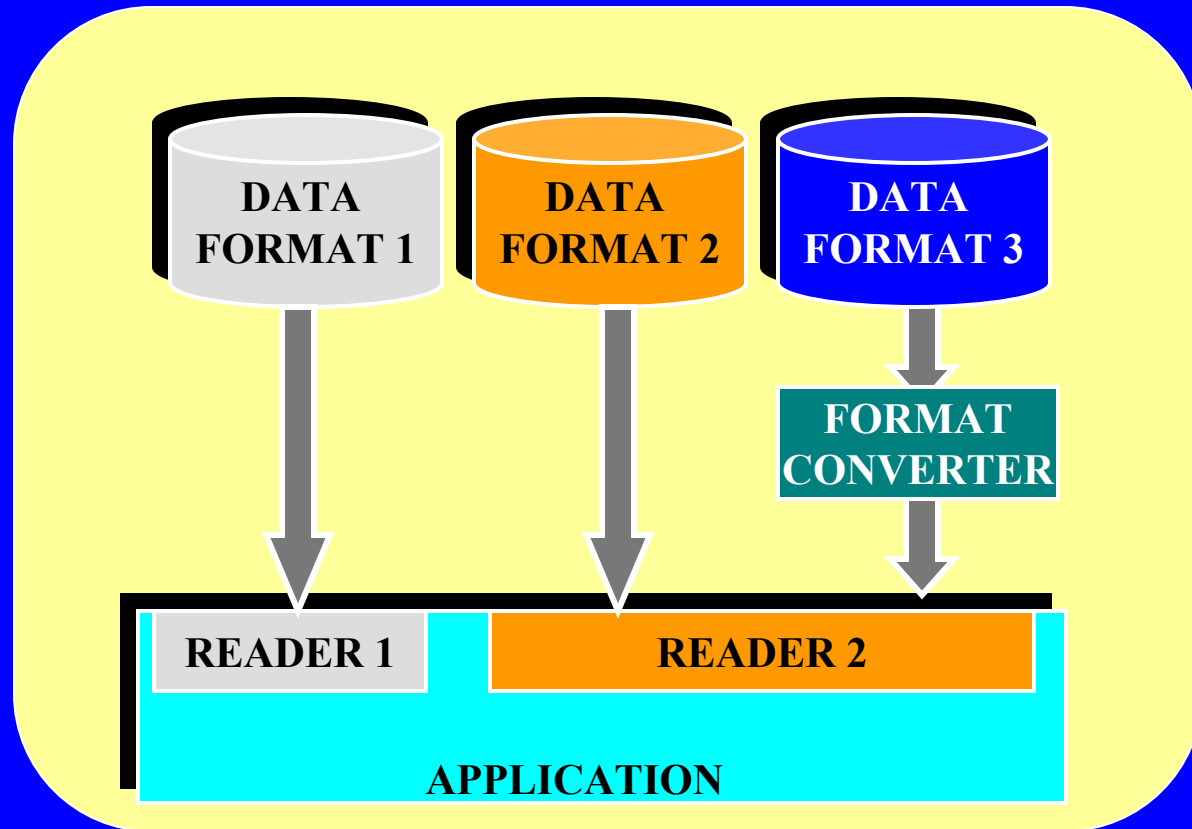 DATA
FORMAT 1
DATA
FORMAT 2
DATA
FORMAT 3
FORMAT
CONVERTER
READER 1
READER 2
APPLICATION